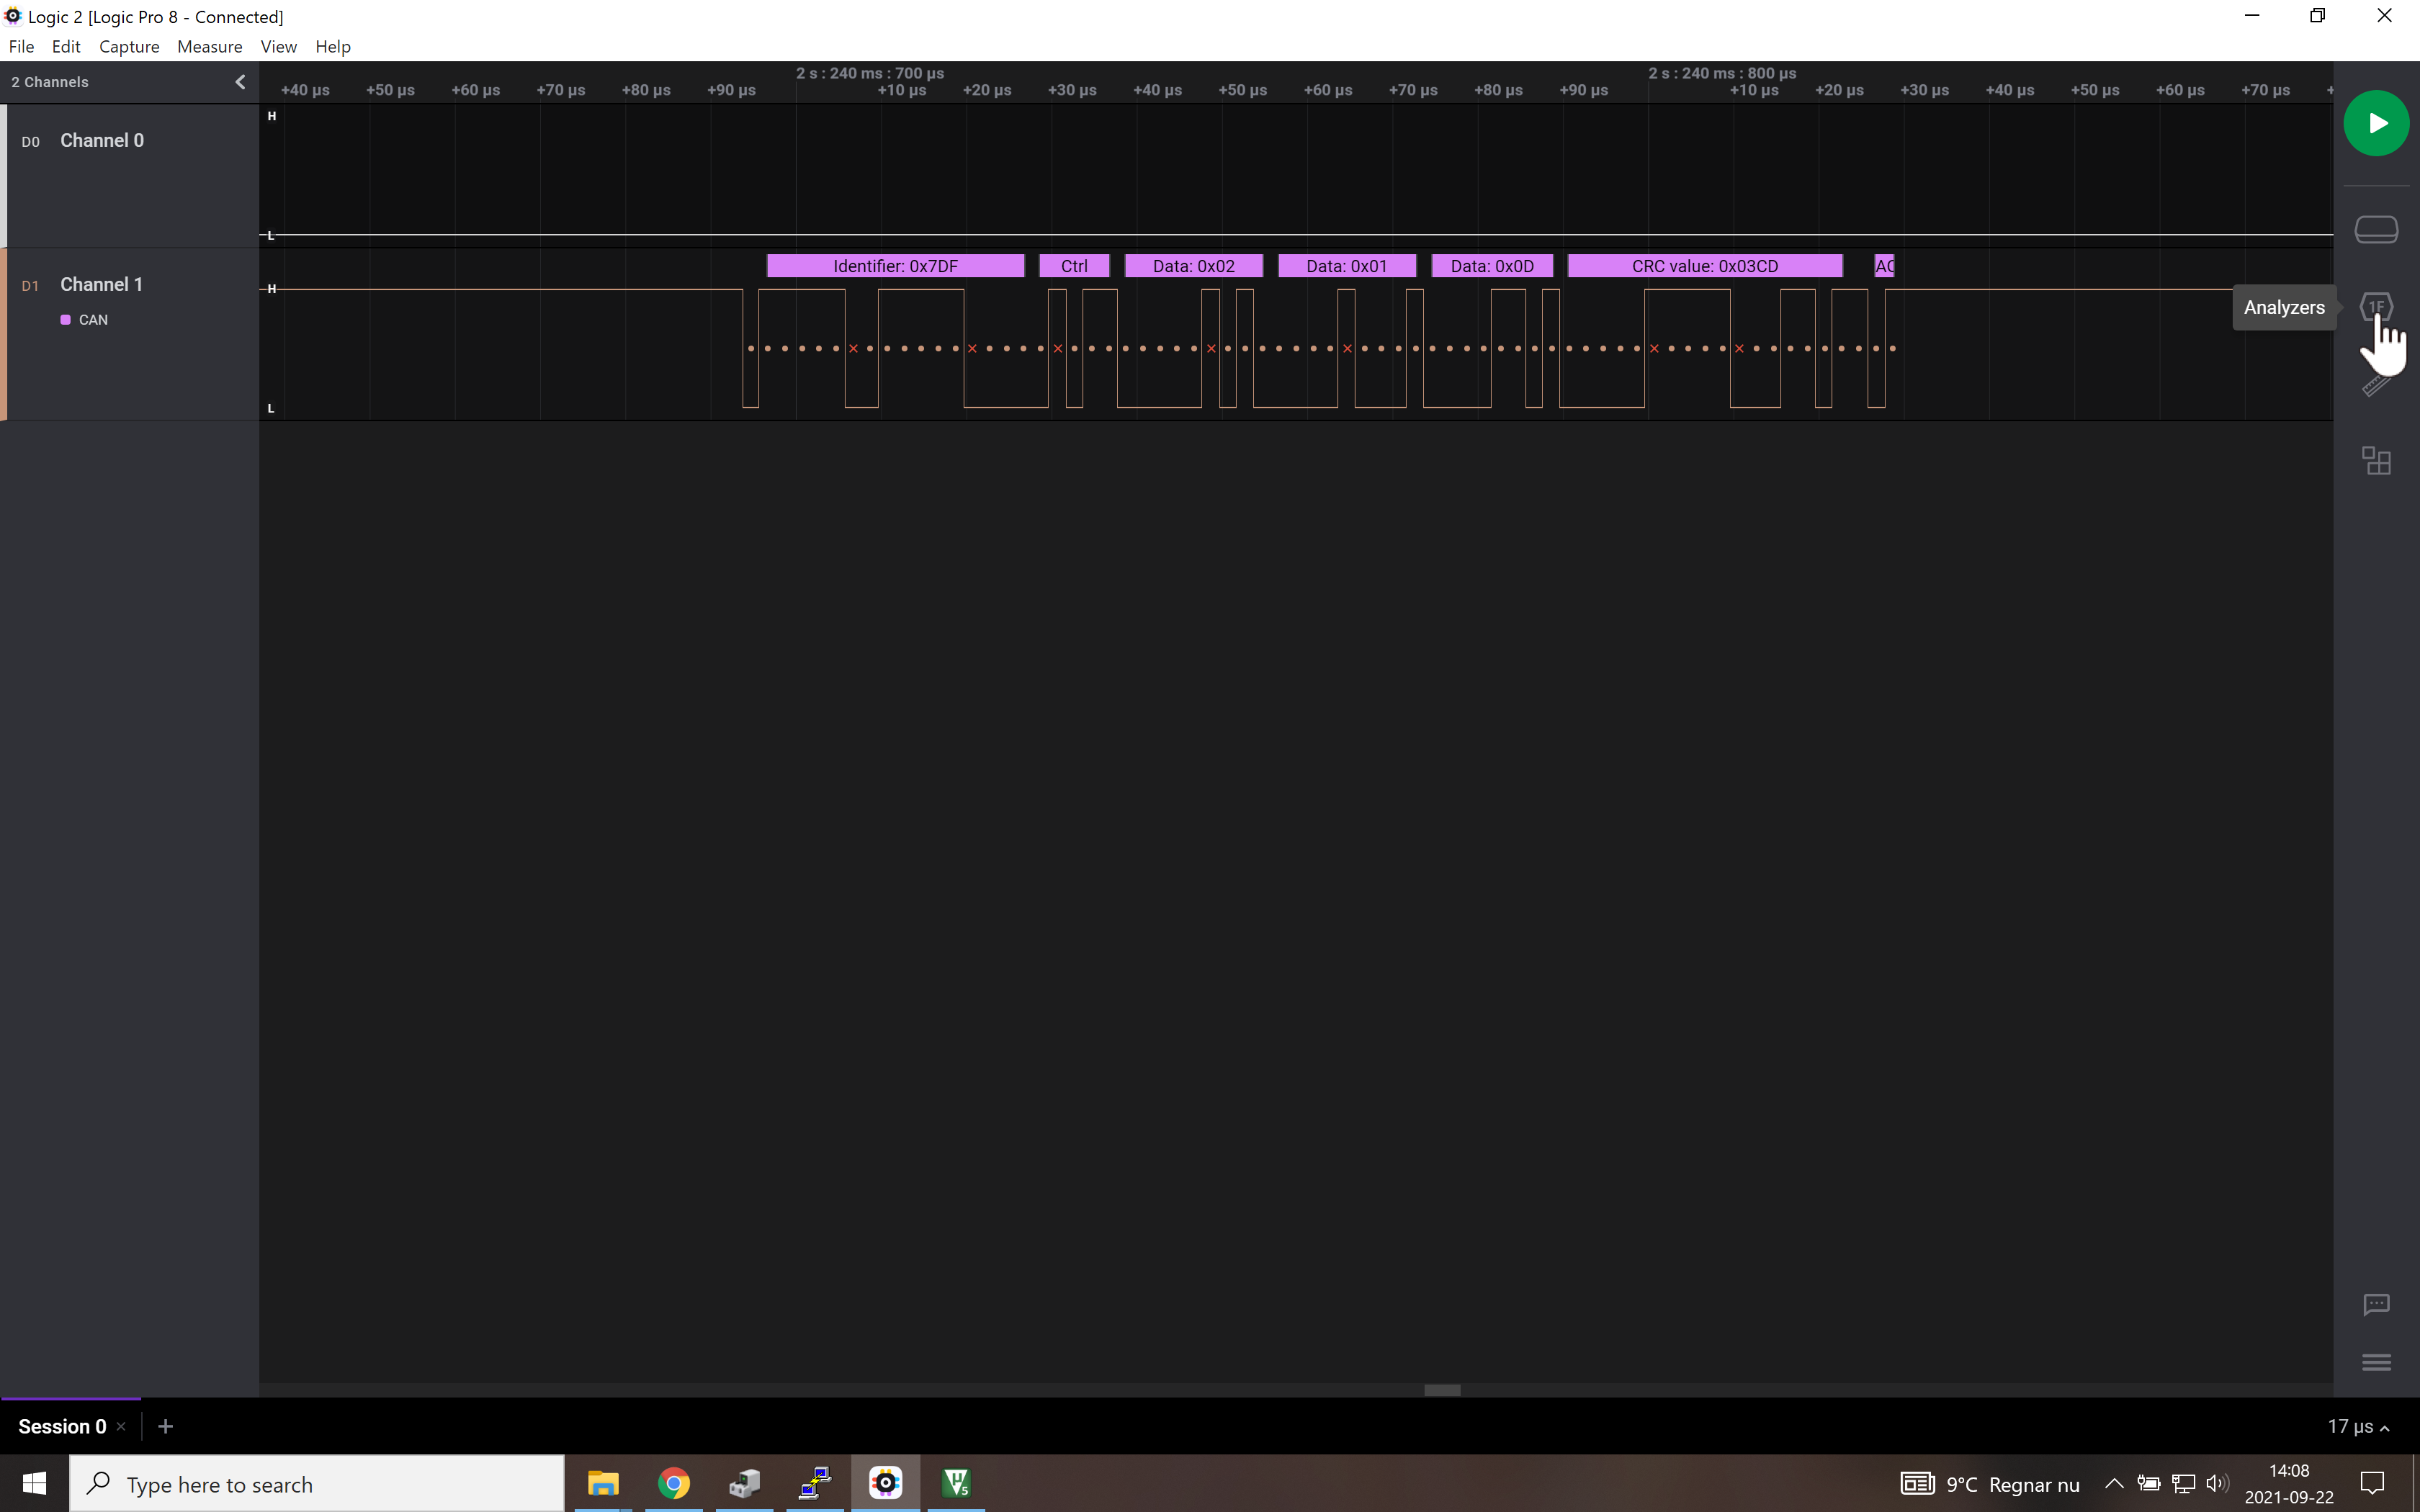 Logic 2 [Logic Pro 8 - Connected]
File Edit Capture Measure View Help
2 Channels
2 s : 240 ms : 700 µs 2 s : 240 ms : 800 µs
+40 µs +50 µs +60 µs +70 µs +80 µs +90 µs +10 µs +20 µs +30 µs +40 µs +50 µs +60 µs +70 µs +80 µs +90 µs +10 µs +20 µs +30 µs +40 µs +50 µs +60 µs +70 µs +
H
D0 Channel 0
L
Identifier: 0x7DF Ctrl Data: 0x02 Data: 0x01 Data: 0x0D CRC value: 0x03CD AC
D1 Channel 1
H
Analyzers 1F
CAN
L
Session 0 × +
17 µs
Type here to search
V5
9°C Regnar nu
14:08
2021-09-22